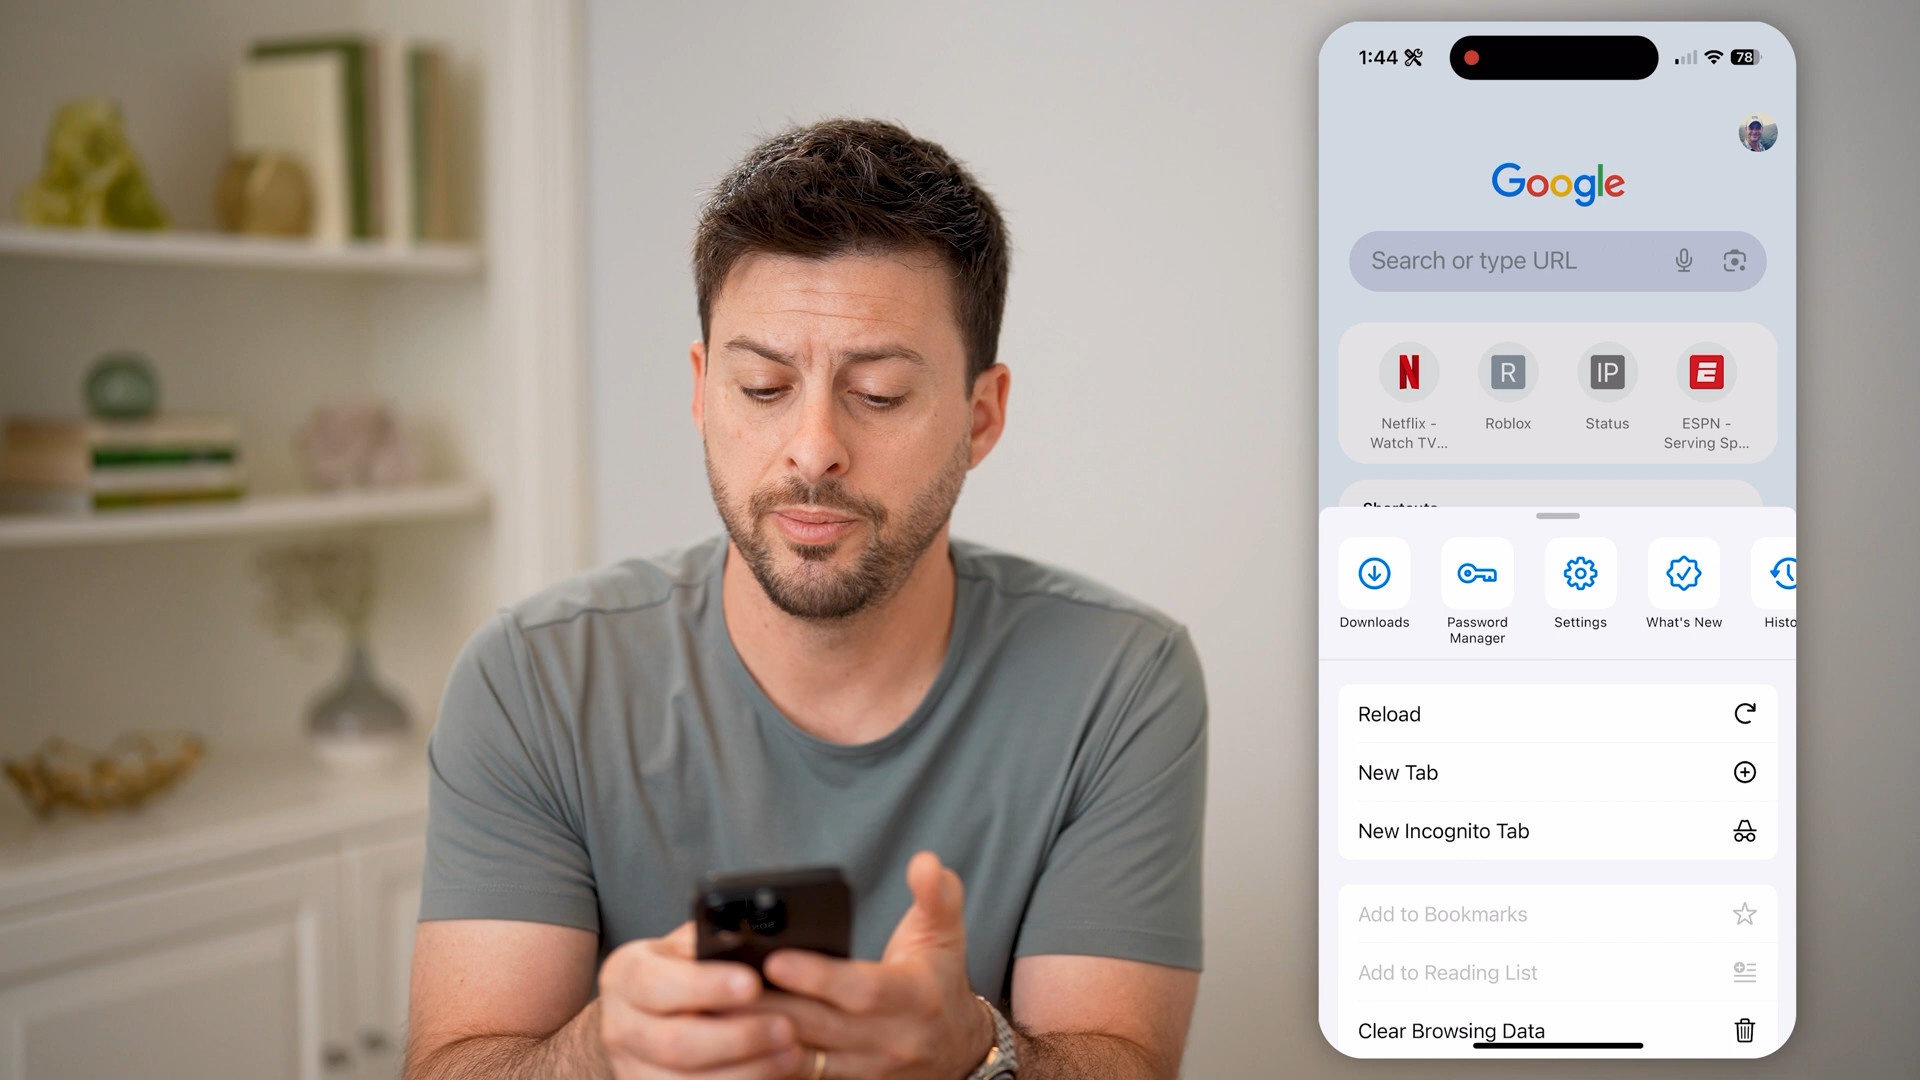 1:44
78
Google
Search or type URL
N
R
IP
E
Netflix -
Watch TV...
Roblox
Status
ESPN -
Serving Sp...
Shortcuts
Downloads
Password
Manager
Settings
What's New
Histo
Reload
New Tab
New Incognito Tab
Add to Bookmarks
Add to Reading List
Clear Browsing Data